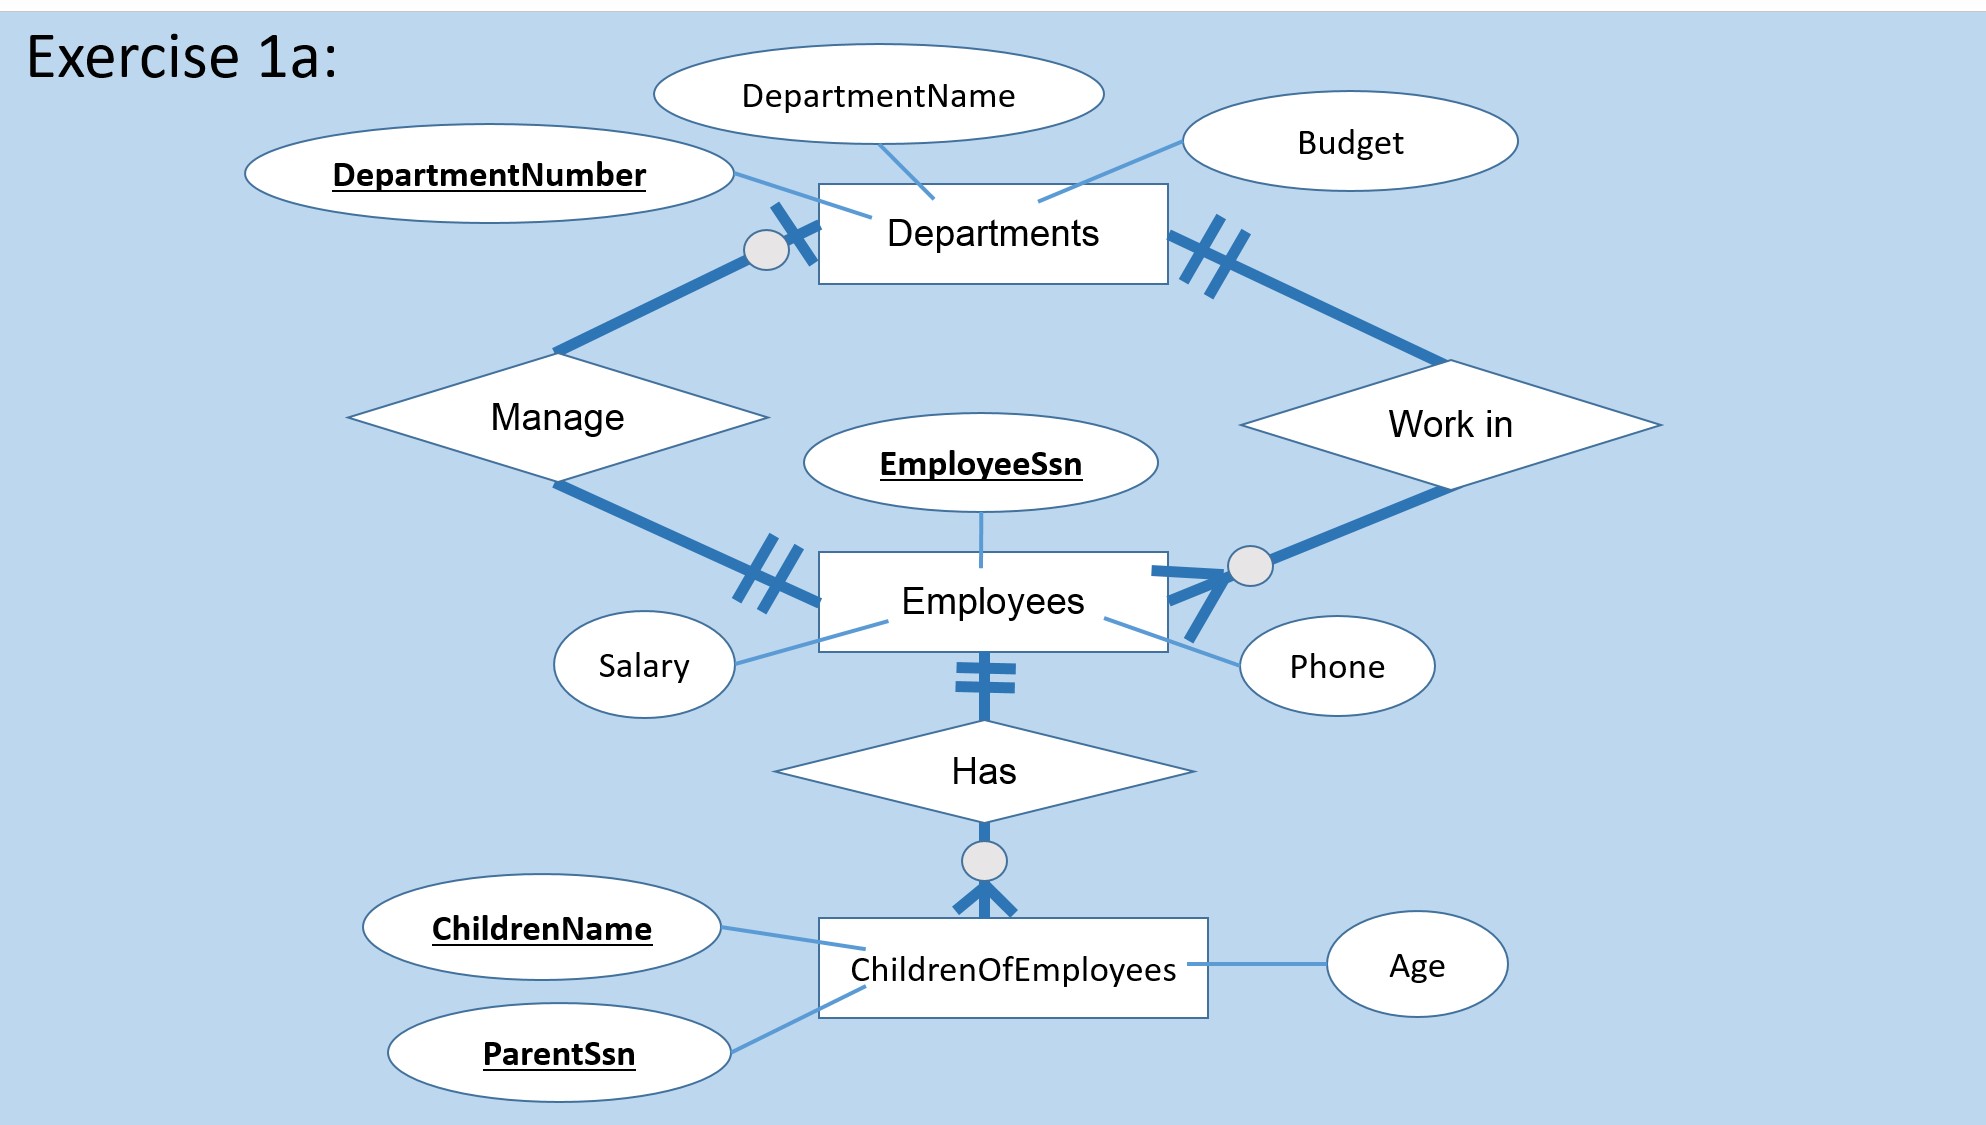 Exercise 1a:
DepartmentName
Budget
DepartmentNumber
Departments
Manage
Work in
EmployeeSsn
Employees
Salary
Phone
Has
ChildrenName
ChildrenOfEmployees
Age
ParentSsn